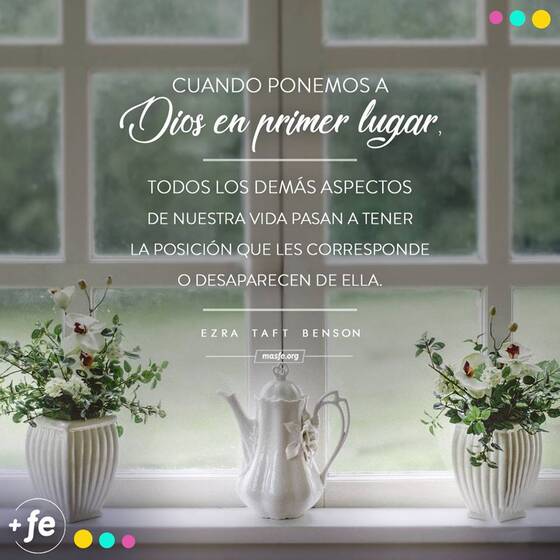 CUANDO PONEMOS A
Dios en primer lugar,
TODOS LOS DEMÁS ASPECTOS
DE NUESTRA VIDA PASAN A TENER
LA POSICIÓN QUE LES CORRESPONDE
O DESAPARECEN DE ELLA.
EZRA TAFT BENSON
masfe.org
+fe